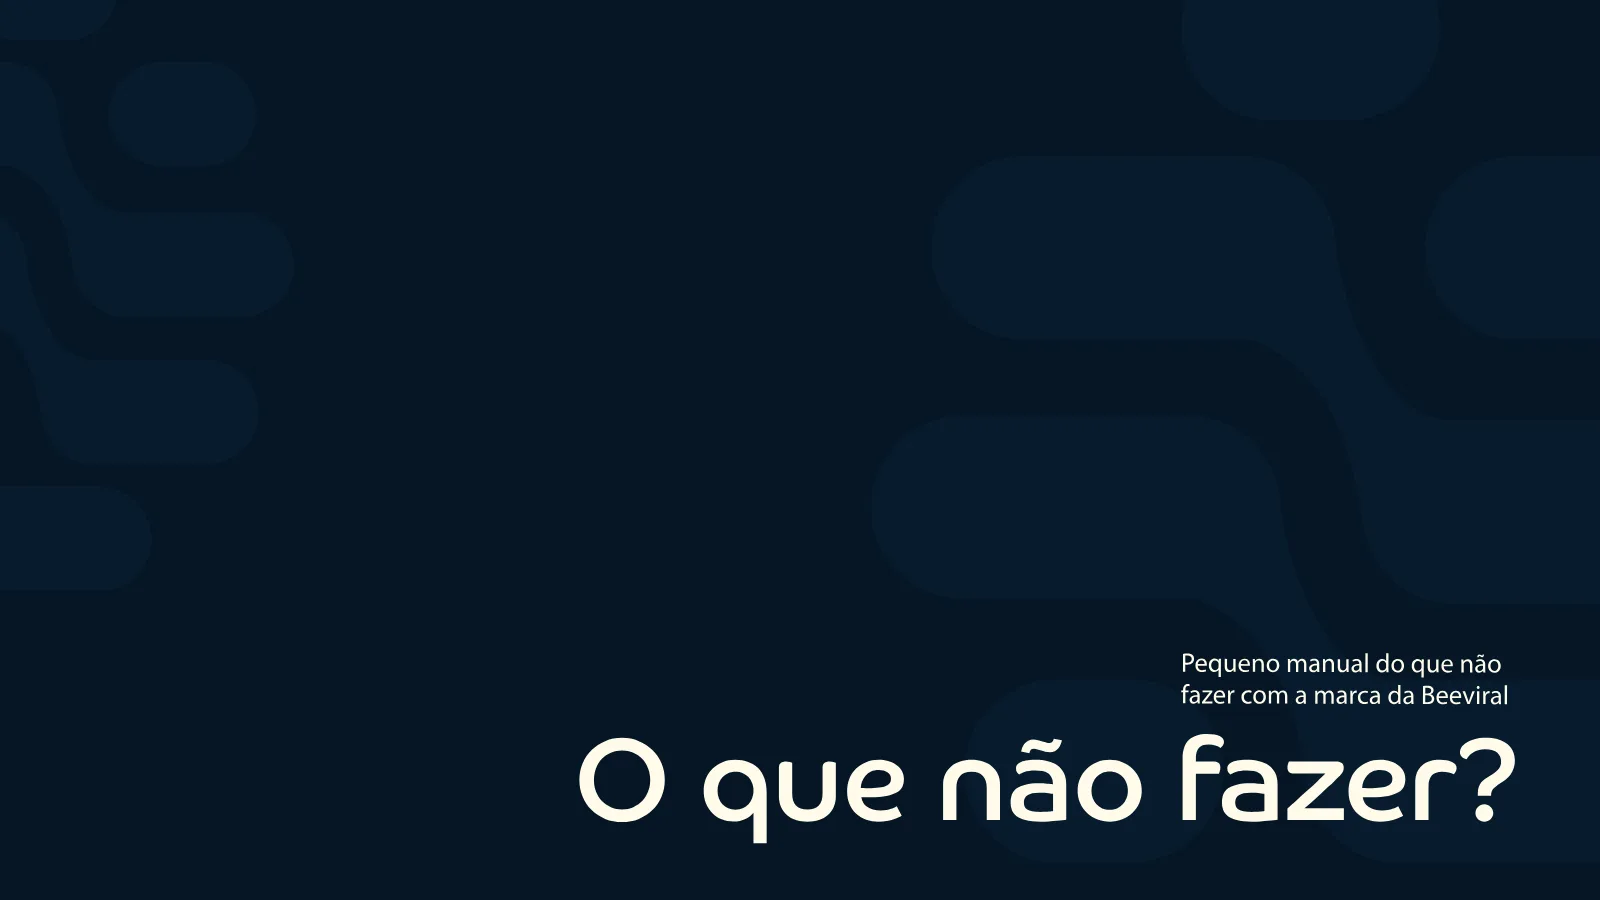 Pequeno manual do que não
fazer com a marca da Beeviral
O que não fazer?